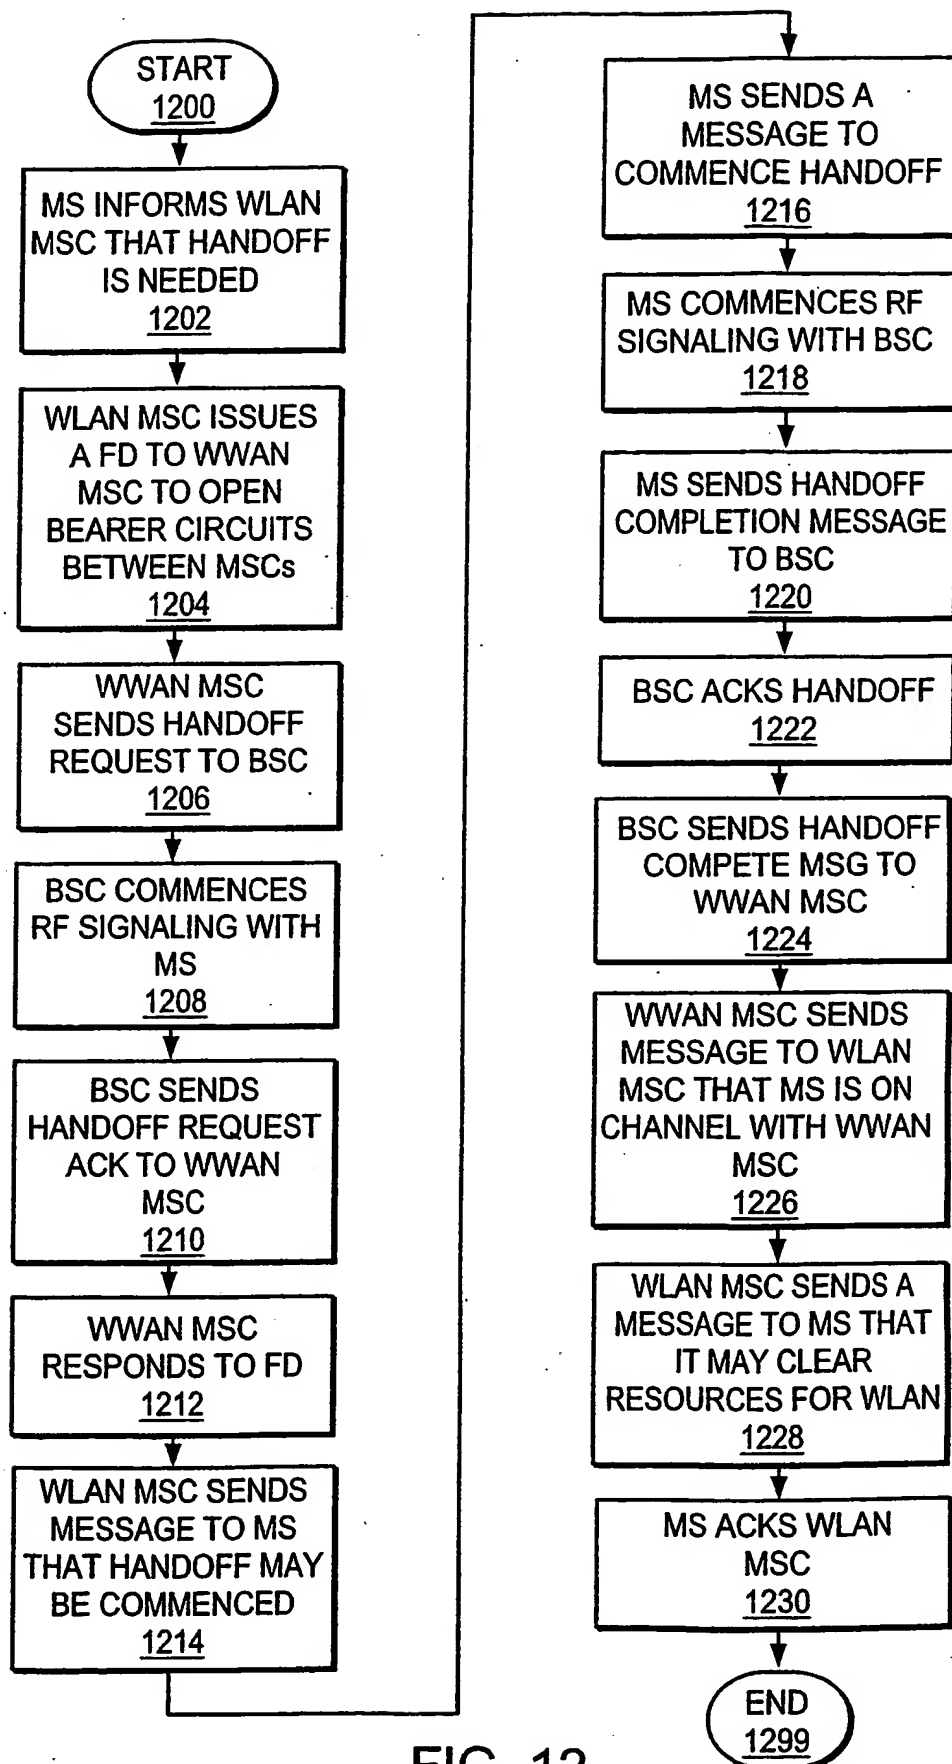 START
1200
MS INFORMS WLAN
MSC THAT HANDOFF
IS NEEDED
1202
WLAN MSC ISSUES
A FD TO WWAN
MSC TO OPEN
BEARER CIRCUITS
BETWEEN MSCs
1204
WWAN MSC
SENDS HANDOFF
REQUEST TO BSC
1206
BSC COMMENCES
RF SIGNALING WITH
MS
1208
BSC SENDS
HANDOFF REQUEST
ACK TO WWAN
MSC
1210
WWAN MSC
RESPONDS TO FD
1212
WLAN MSC SENDS
MESSAGE TO MS
THAT HANDOFF MAY
BE COMMENCED
1214
MS SENDS A
MESSAGE TO
COMMENCE HANDOFF
1216
MS COMMENCES RF
SIGNALING WITH BSC
1218
MS SENDS HANDOFF
COMPLETION MESSAGE
TO BSC
1220
BSC ACKS HANDOFF
1222
BSC SENDS HANDOFF
COMPETE MSG TO
WWAN MSC
1224
WWAN MSC SENDS
MESSAGE TO WLAN
MSC THAT MS IS ON
CHANNEL WITH WWAN
MSC
1226
WLAN MSC SENDS A
MESSAGE TO MS THAT
IT MAY CLEAR
RESOURCES FOR WLAN
1228
MS ACKS WLAN
MSC
1230
END
1299
FIG. 12